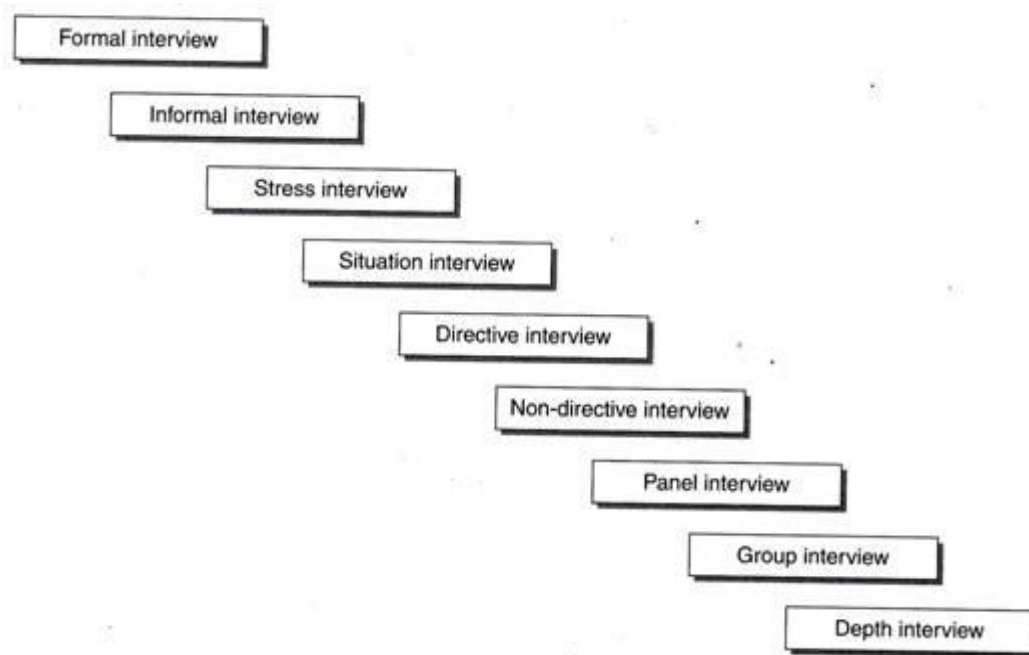 Formal interview
Informal interview
Stress interview
Situation interview
Directive interview
Non-directive interview
Panel interview
Group interview
Depth interview